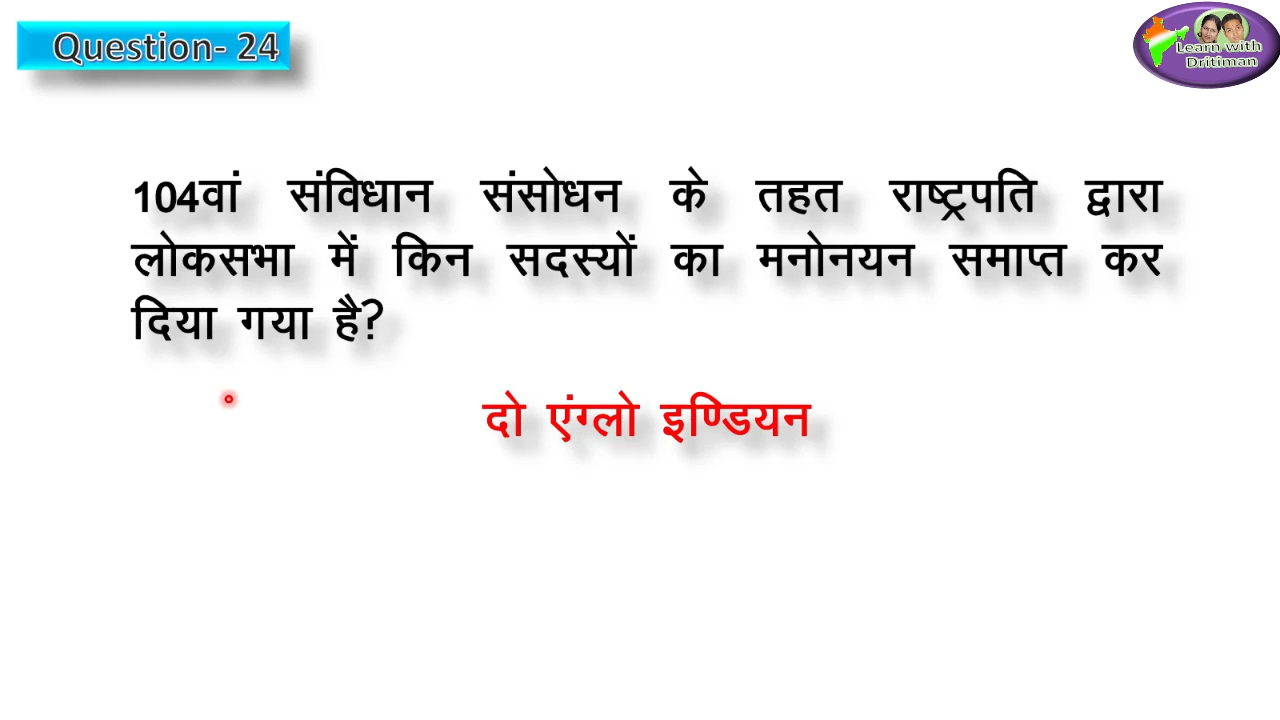 Question- 24
Learn with
Dritiman
104वां संविधान संसोधन के तहत राष्ट्रपति द्वारा
लोकसभा में किन सदस्यों का मनोनयन समाप्त कर
दिया गया है?
दो एंग्लो इण्डियन